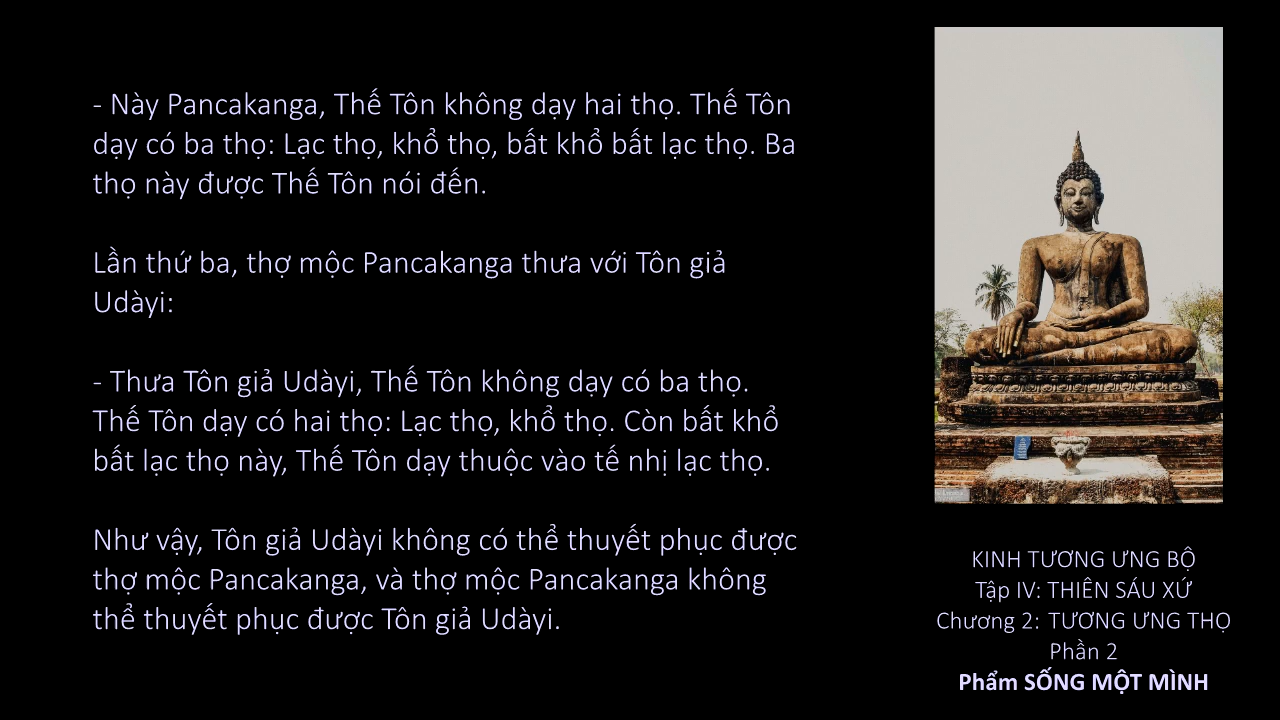 - Này Pancakanga, Thế Tôn không dạy hai thọ. Thế Tôn
dạy có ba thọ: Lạc thọ, khổ thọ, bất khổ bất lạc thọ. Ba
thọ này được Thế Tôn nói đến.
Lần thứ ba, thợ mộc Pancakanga thưa với Tôn giả
Udàyi:
- Thưa Tôn giả Udàyi, Thế Tôn không dạy có ba thọ.
Thế Tôn dạy có hai thọ: Lạc thọ, khổ thọ. Còn bất khổ
bất lạc thọ này, Thế Tôn dạy thuộc vào tế nhị lạc thọ.
Như vậy, Tôn giả Udàyi không có thể thuyết phục được
thợ mộc Pancakanga, và thợ mộc Pancakanga không
thể thuyết phục được Tôn giả Udàyi.
KINH TƯƠNG ƯNG BỘ
Tập IV: THIÊN SÁU XỨ
Chương 2: TƯƠNG ƯNG THỌ
Phần 2
Phẩm SỐNG MỘT MÌNH